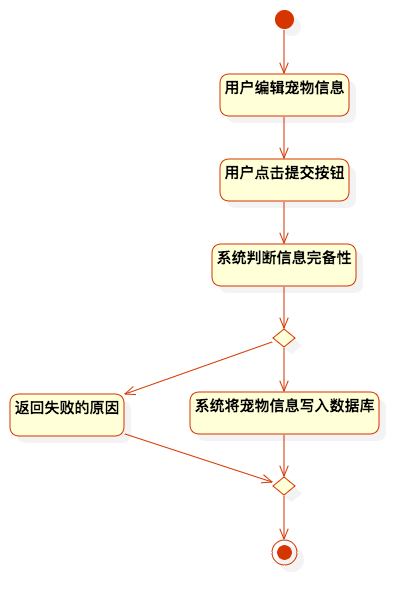 用户编辑宠物信息
用户点击提交按钮
系统判断信息完备性
返回失败的原因
系统将宠物信息写入数据库